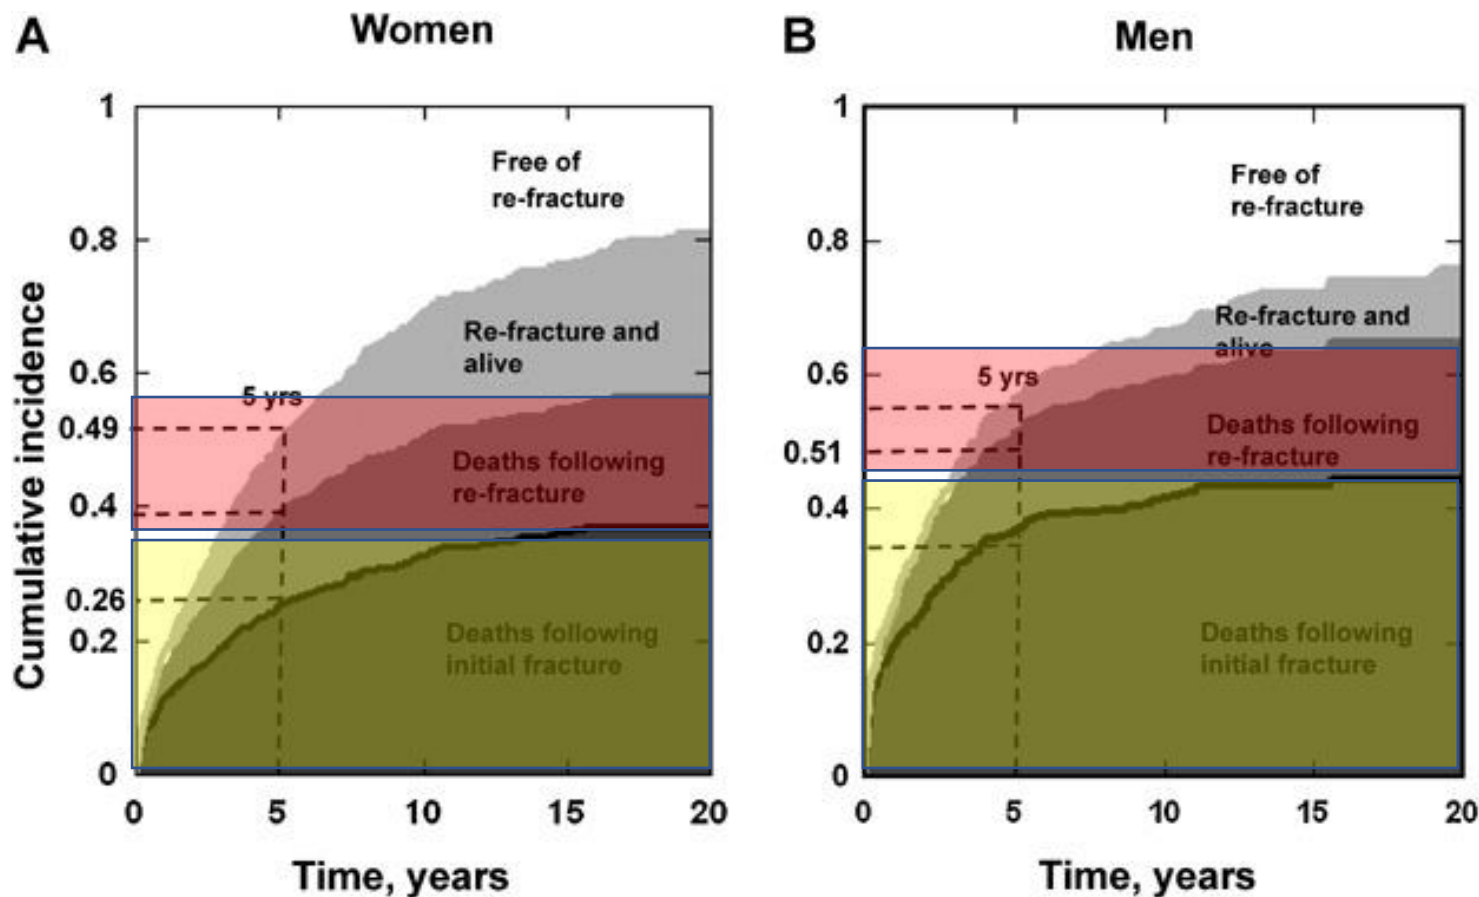 A
Women
1
0.8
0.6
0.49
0.4
0.26
0.2
0
Cumulative incidence
Free of
re-fracture
Re-fracture and
alive
5 yrs
Deaths following
re-fracture
Deaths following
initial fracture
0 5 10 15 20
Time, years
B
Men
1
0.8
0.6
0.51
0.4
0.2
0
Free of
re-fracture
Re-fracture and
alive
5 yrs
Deaths following
re-fracture
Deaths following
initial fracture
0 5 10 15 20
Time, years